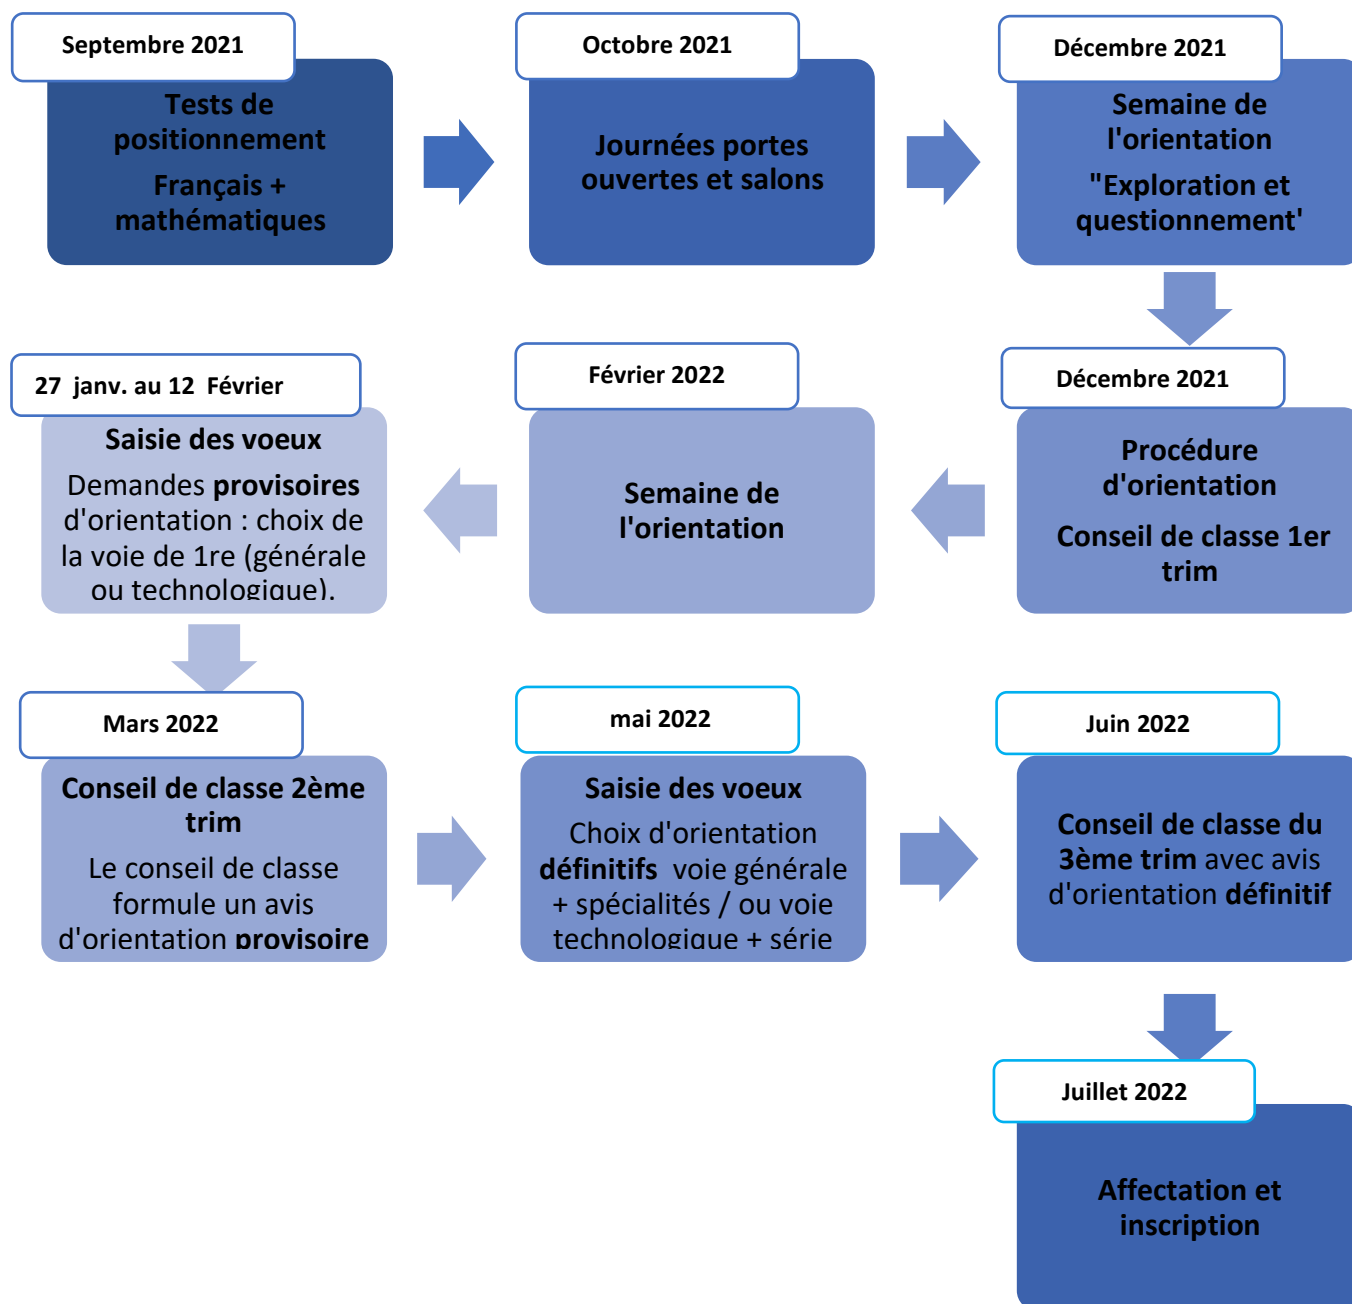 Septembre 2021
Tests de
positionnement
Français +
mathématiques
Octobre 2021
Journées portes
ouvertes et salons
Décembre 2021
Semaine de
l'orientation
"Exploration et
questionnement'
Décembre 2021
Procédure
d'orientation
Conseil de classe 1er
trim
Février 2022
Semaine de
l'orientation
27 janv. au 12 Février
Saisie des voeux
Demandes provisoires
d'orientation : choix de
la voie de 1re (générale
ou technologique).
Mars 2022
Conseil de classe 2ème
trim
Le conseil de classe
formule un avis
d'orientation provisoire
mai 2022
Saisie des voeux
Choix d'orientation
définitifs voie générale
+ spécialités / ou voie
technologique + série
Juin 2022
Conseil de classe du
3ème trim avec avis
d'orientation définitif
Juillet 2022
Affectation et
inscription